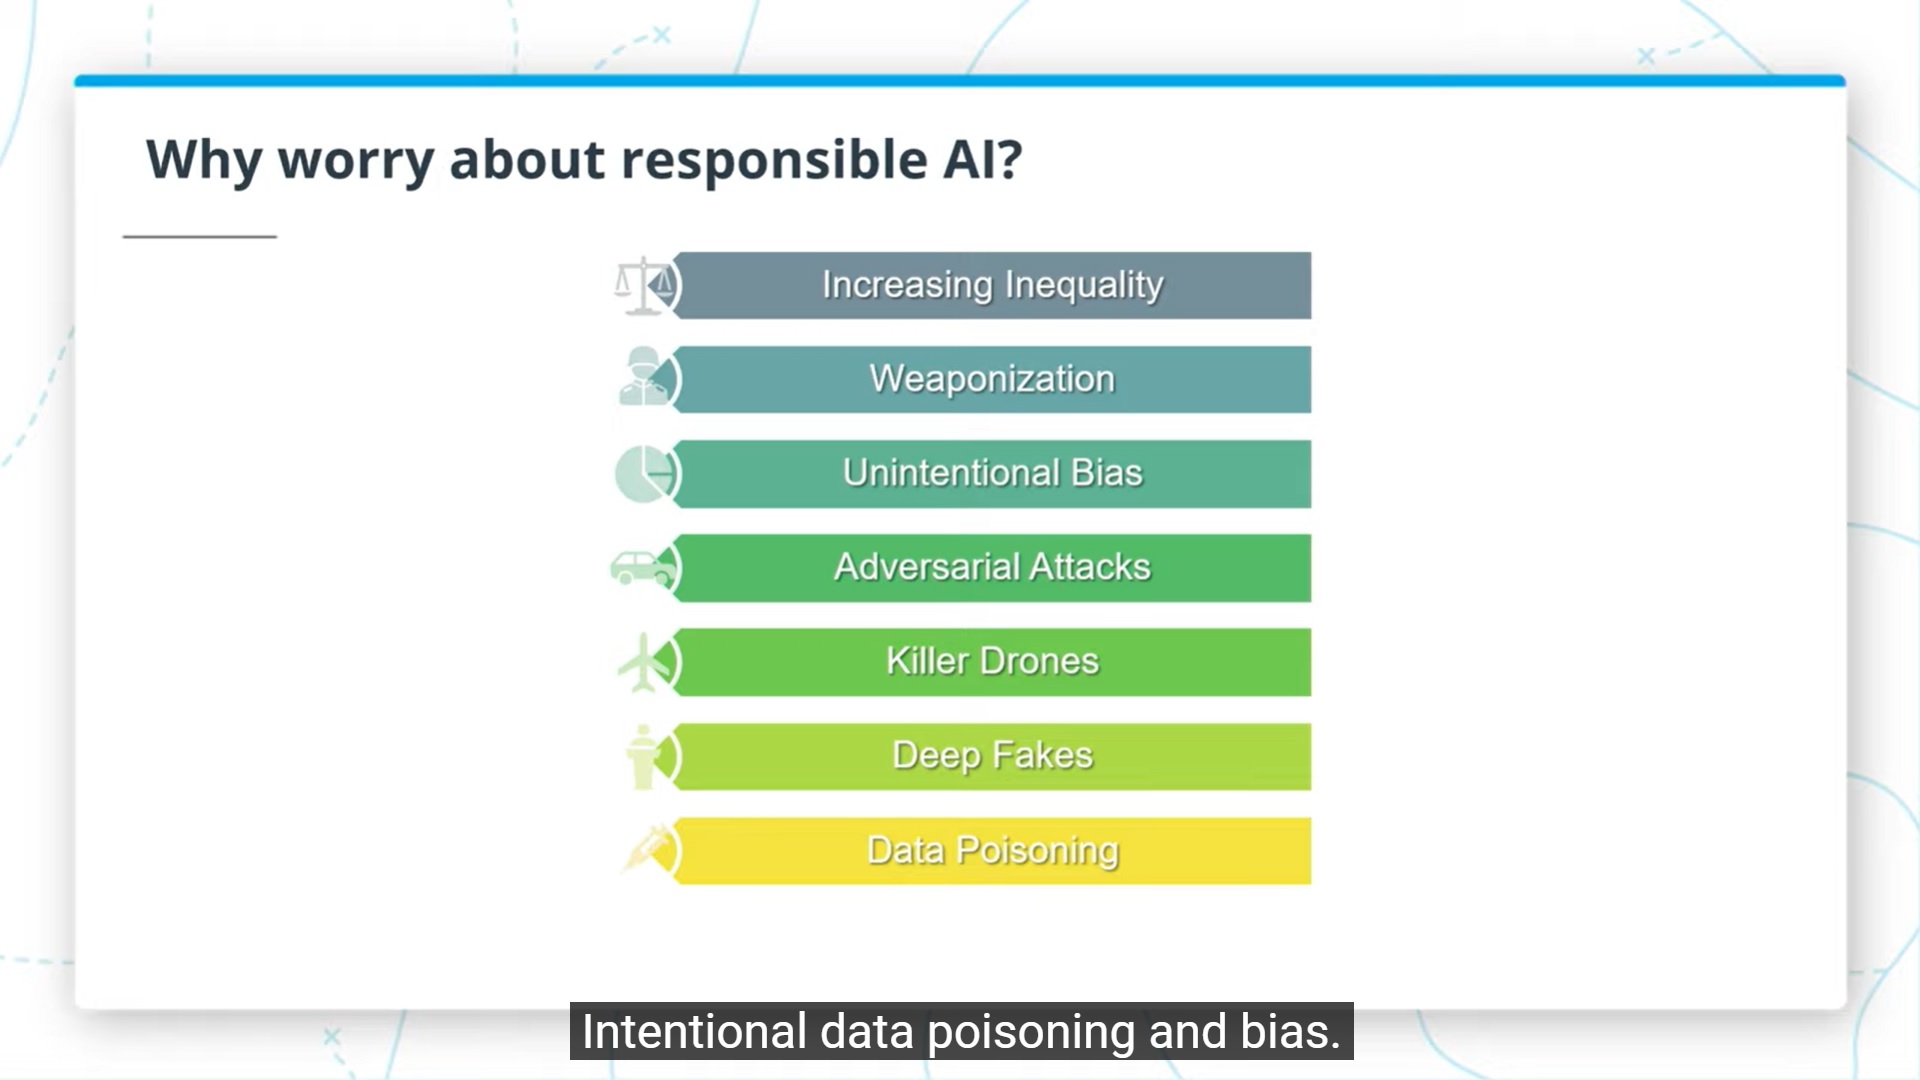 Why worry about responsible AI?
Increasing Inequality
Weaponization
Unintentional Bias
Adversarial Attacks
Killer Drones
Deep Fakes
Data Poisoning
Intentional data poisoning and bias.